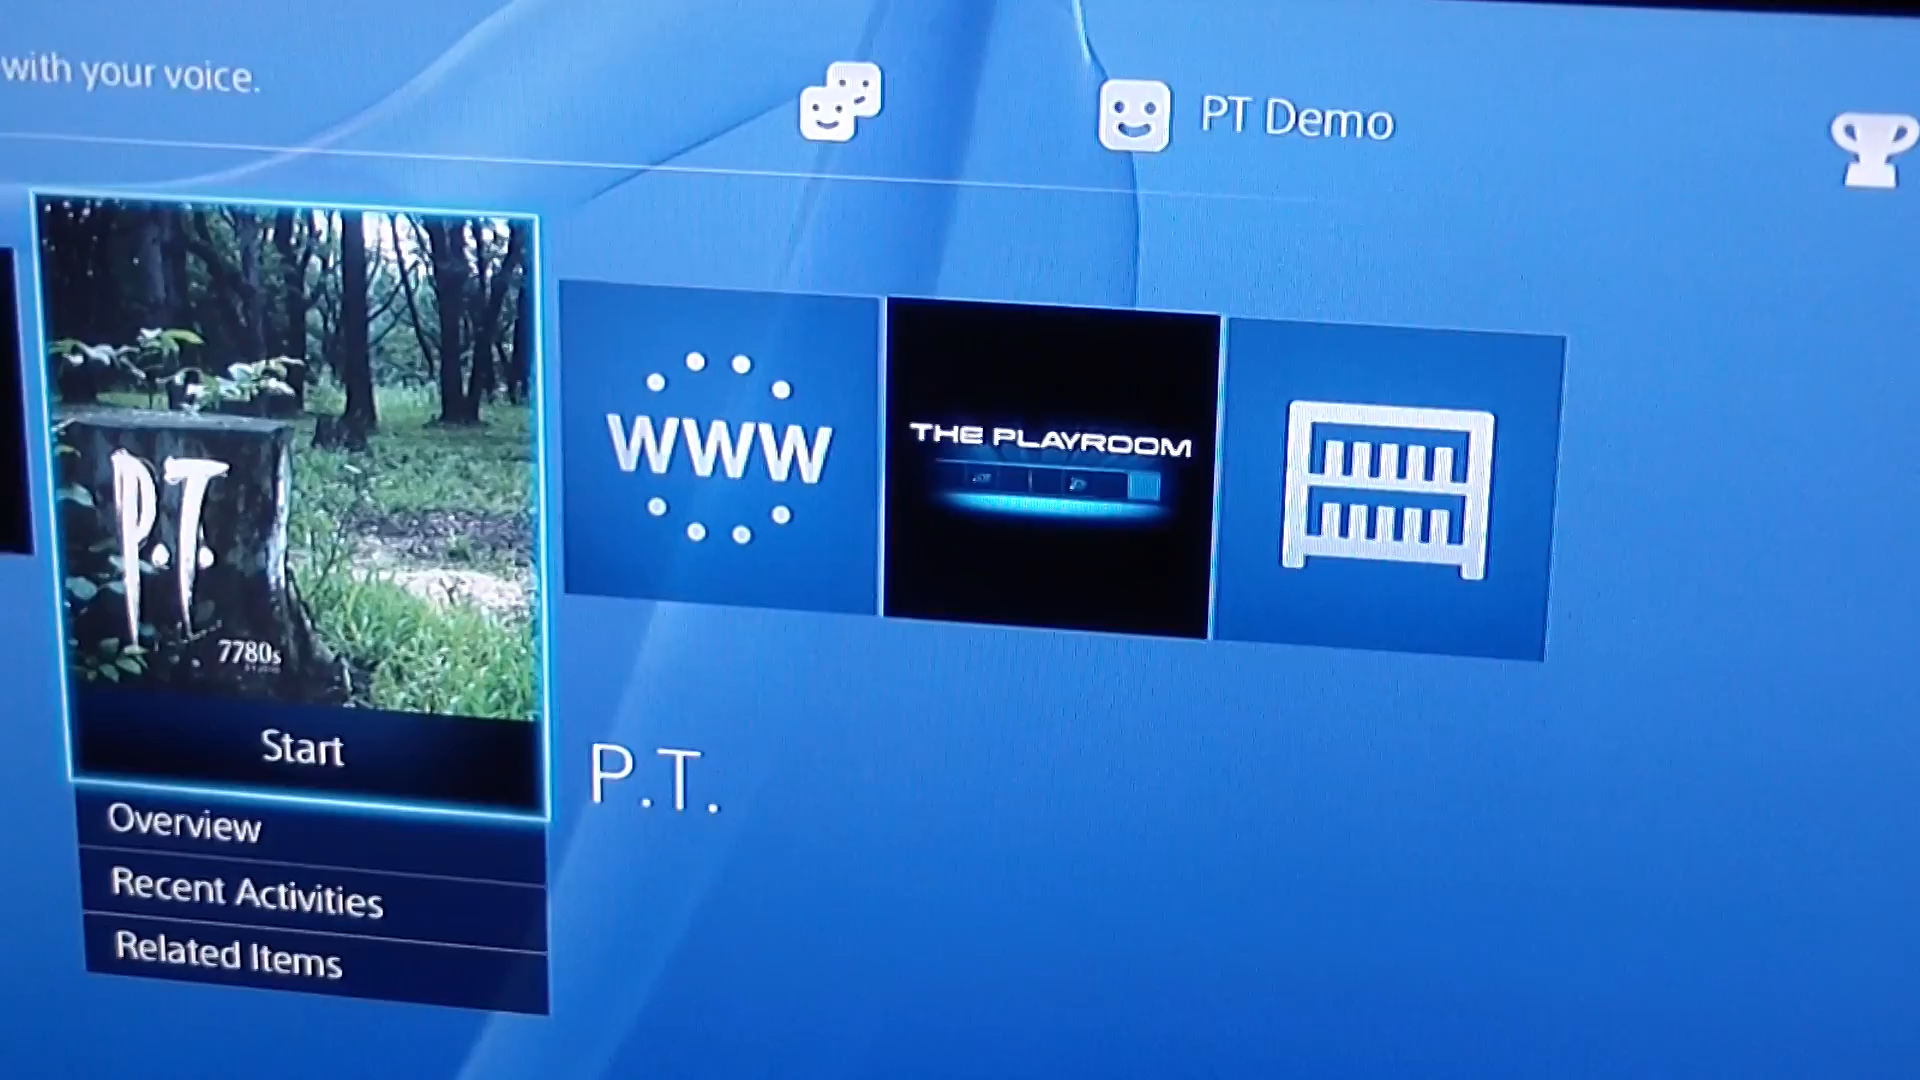 with your voice.
PT Demo
P.T.
7780s
WWW
THE PLAYROOM
Start
P.T.
Overview
Recent Activities
Related Items